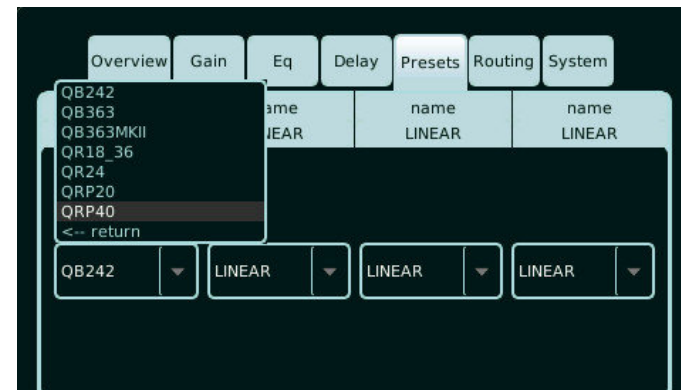 Overview Gain Eq Delay Presets Routing System
QB242
QB363
QB363MKII
QR18_36
QR24
QRP20
QRP40
<-- return
name name
LINEAR LINEAR
QB242 LINEAR LINEAR LINEAR